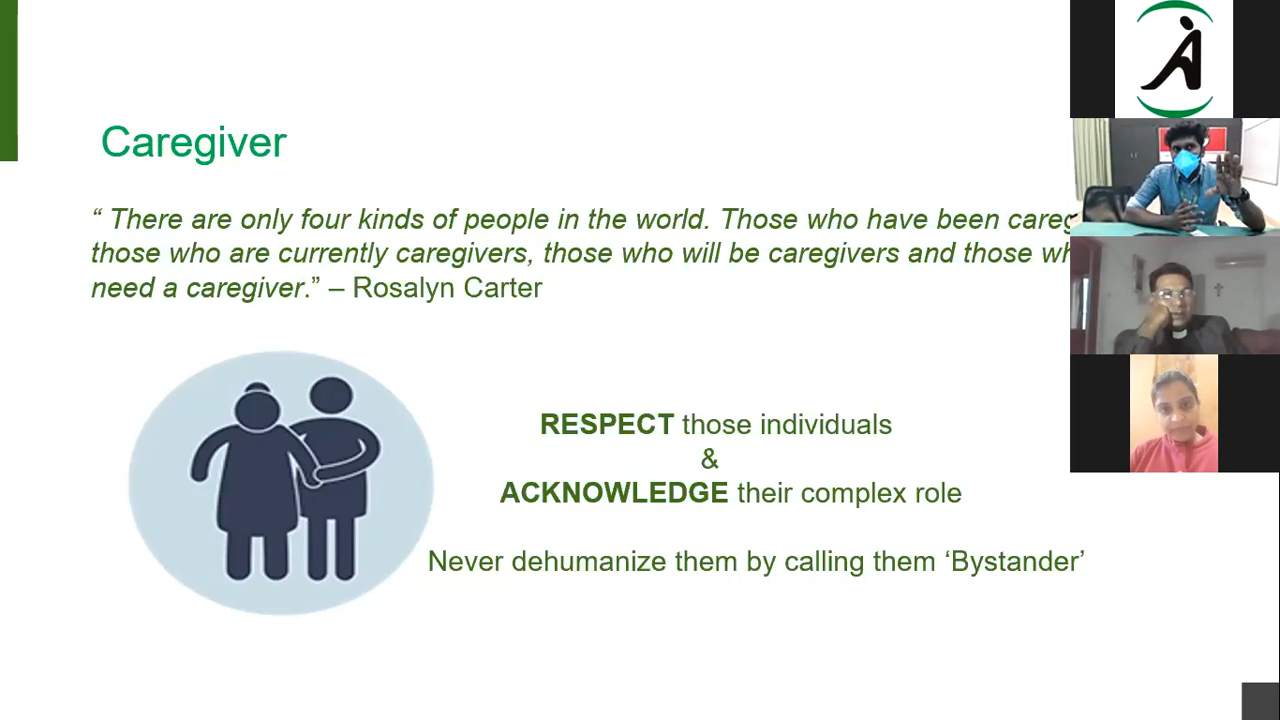 Caregiver
“ There are only four kinds of people in the world. Those who have been
those who are currently caregivers, those who will be caregivers and those
need a caregiver.” – Rosalyn Carter
RESPECT those individuals
&
ACKNOWLEDGE their complex role
Never dehumanize them by calling them ‘Bystander’